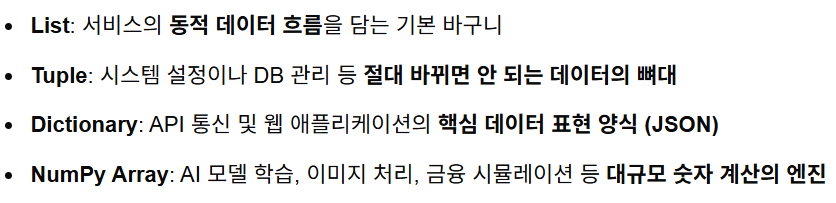 • List: 서비스의 동적 데이터 흐름을 담는 기본 바구니
• Tuple: 시스템 설정이나 DB 관리 등 절대 바뀌면 안 되는 데이터의 뼈대
• Dictionary: API 통신 및 웹 애플리케이션의 핵심 데이터 표현 양식 (JSON)
• NumPy Array: AI 모델 학습, 이미지 처리, 금융 시뮬레이션 등 대규모 숫자 계산의 엔진